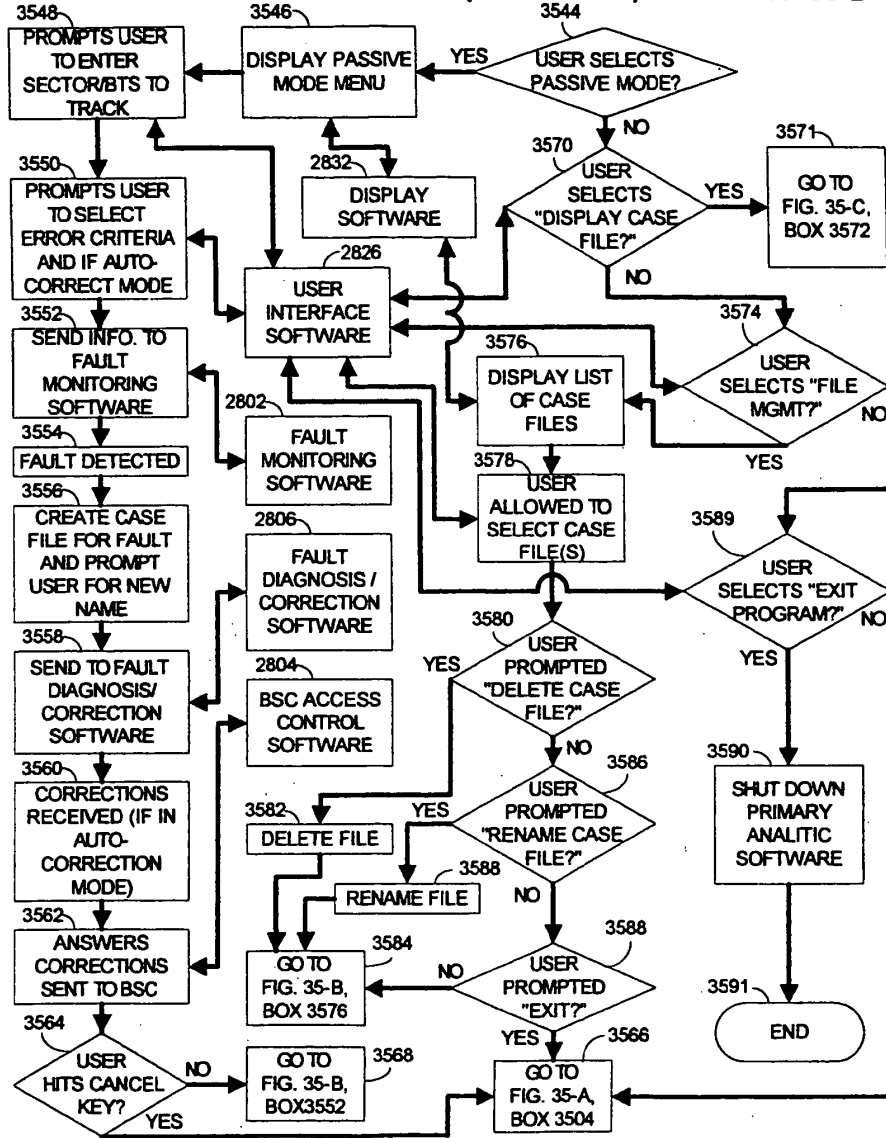 3548
PROMPTS USER
TO ENTER
SECTOR/BTS TO
TRACK
3546
DISPLAY PASSIVE
MODE MENU
YES
3544
USER SELECTS
PASSIVE MODE?
NO
3550
PROMPTS USER
TO SELECT
ERROR CRITERIA
AND IF AUTO-
CORRECT MODE
2832
DISPLAY
SOFTWARE
3570
USER
SELECTS
"DISPLAY CASE
FILE?"
YES
NO
3571
GO TO
FIG. 35-C,
BOX 3572
2826
USER
INTERFACE
SOFTWARE
3552
SEND INFO. TO
FAULT
MONITORING
SOFTWARE
3574
USER
SELECTS "FILE
MGMT?"
NO
YES
3576
DISPLAY LIST
OF CASE
FILES
2802
FAULT
MONITORING
SOFTWARE
3554
FAULT DETECTED
3578
USER
ALLOWED TO
SELECT CASE
FILE(S)
3556
CREATE CASE
FILE FOR FAULT
AND PROMPT
USER FOR NEW
NAME
2806
FAULT
DIAGNOSIS /
CORRECTION
SOFTWARE
3589
USER
SELECTS "EXIT
PROGRAM?"
NO
YES
3558
SEND TO FAULT
DIAGNOSIS/
CORRECTION
SOFTWARE
3580
YES
USER
PROMPTED
"DELETE CASE
FILE?"
NO
2804
BSC ACCESS
CONTROL
SOFTWARE
3590
SHUT DOWN
PRIMARY
ANALITIC
SOFTWARE
3560
CORRECTIONS
RECEIVED (IF IN
AUTO-
CORRECTION
MODE)
3582
DELETE FILE
3586
YES
USER
PROMPTED
"RENAME CASE
FILE?"
NO
3588
RENAME FILE
3562
ANSWERS
CORRECTIONS
SENT TO BSC
3584
GO TO
FIG. 35-B,
BOX 3576
NO
3588
USER
PROMPTED
"EXIT?"
YES
3591
END
3564
USER
HITS CANCEL
KEY?
NO
YES
3568
GO TO
FIG. 35-B,
BOX3552
3566
GO TO
FIG. 35-A,
BOX 3504